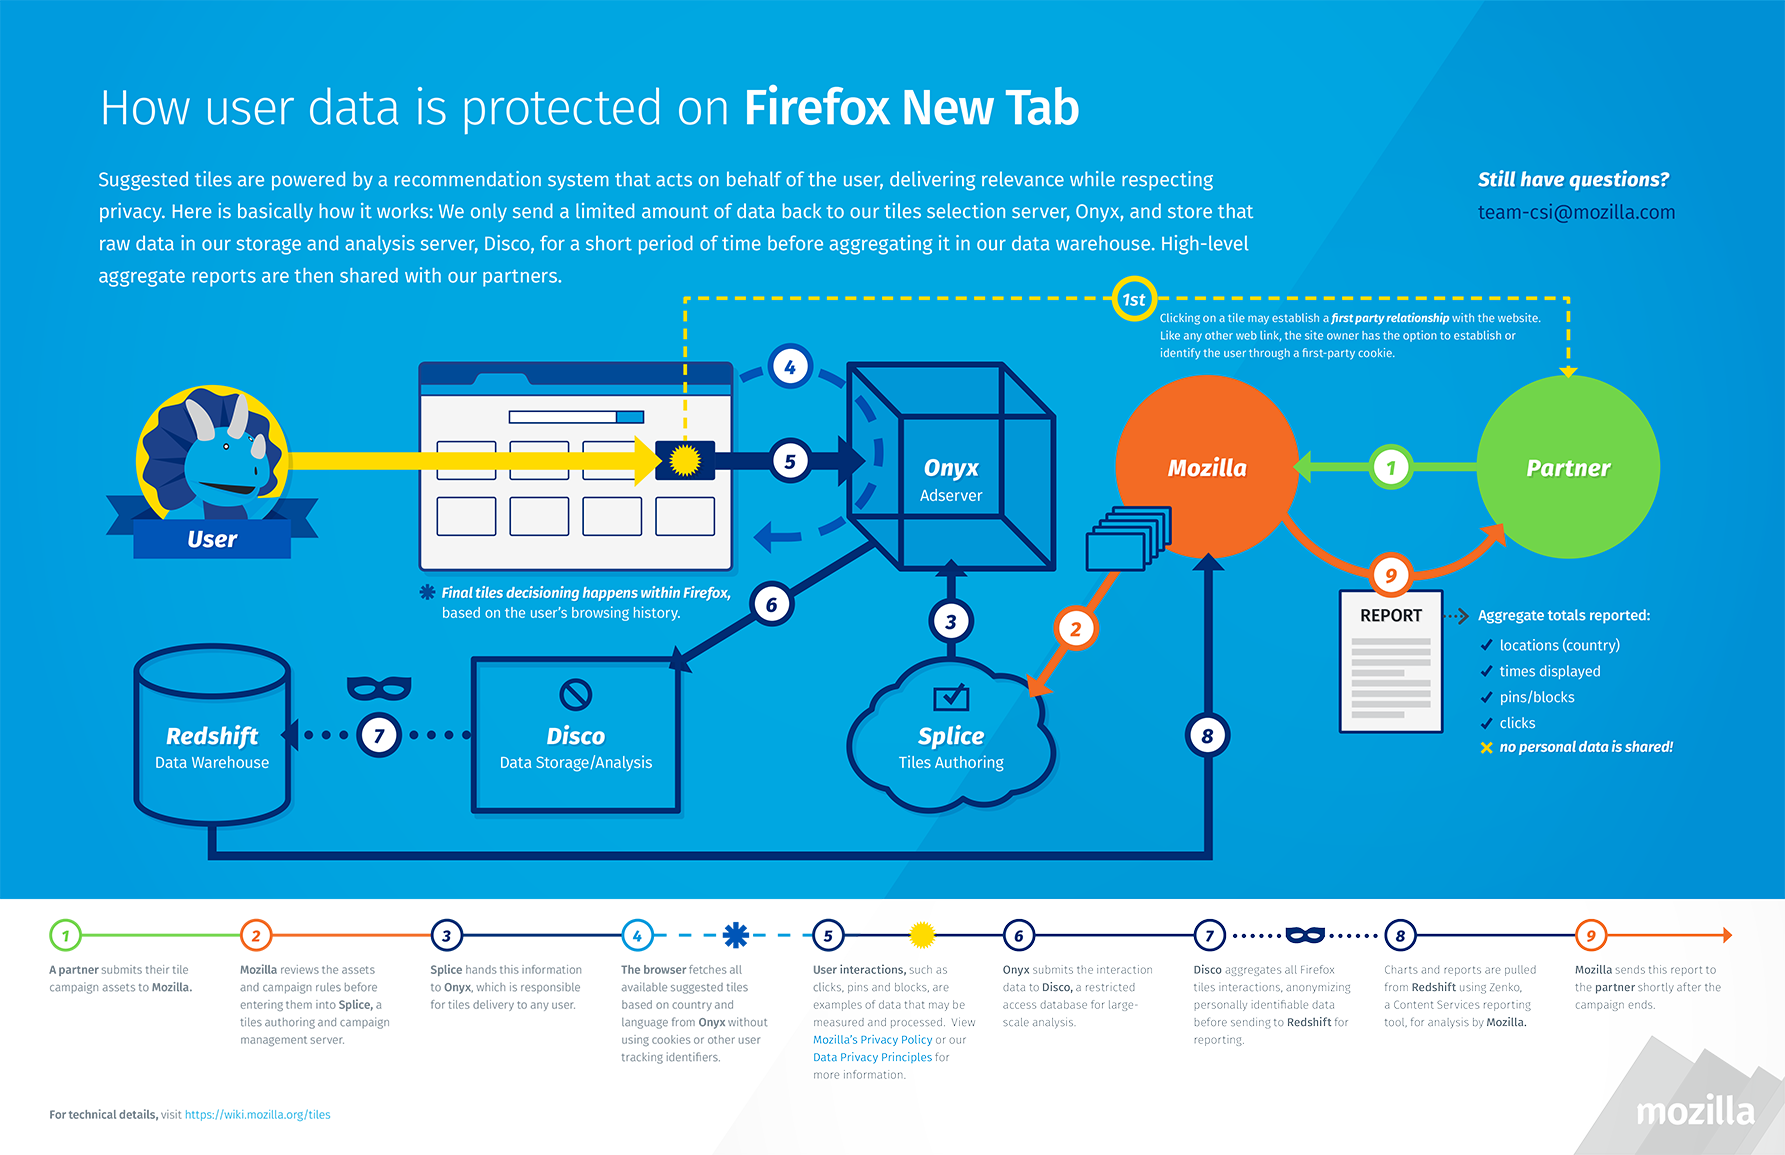 How user data is protected on Firefox New Tab
Suggested tiles are powered by a recommendation system that acts on behalf of the user, delivering relevance while respecting
privacy. Here is basically how it works: We only send a limited amount of data back to our tiles selection server, Onyx, and store that
raw data in our storage and analysis server, Disco, for a short period of time before aggregating it in our data warehouse. High-level
aggregate reports are then shared with our partners.
Still have questions?
team-csi@mozilla.com
1st
Clicking on a tile may establish a first party relationship with the website.
Like any other web link, the site owner has the option to establish or
identify the user through a first-party cookie.
User
4
5
Onyx
Adserver
Mozilla
1
Partner
Final tiles decisioning happens within Firefox,
based on the user's browsing history.
6
3
2
9
REPORT
Aggregate totals reported:
locations (country)
times displayed
pins/blocks
clicks
no personal data is shared!
Redshift
Data Warehouse
7
Disco
Data Storage/Analysis
Splice
Tiles Authoring
8
1
A partner submits their tile
campaign assets to Mozilla.
2
Mozilla reviews the assets
and campaign rules before
entering them into Splice, a
tiles authoring and campaign
management server.
3
Splice hands this information
to Onyx, which is responsible
for tiles delivery to any user.
4
The browser fetches all
available suggested tiles
based on country and
language from Onyx without
using cookies or other user
tracking identifiers.
5
User interactions, such as
clicks, pins and blocks, are
examples of data that may be
measured and processed. View
Mozilla's Privacy Policy or our
Data Privacy Principles for
more information.
6
Onyx submits the interaction
data to Disco, a restricted
access database for large-
scale analysis.
7
Disco aggregates all Firefox
tiles interactions, anonymizing
personally identifiable data
before sending to Redshift for
reporting.
8
Charts and reports are pulled
from Redshift using Zenko,
a Content Services reporting
tool, for analysis by Mozilla.
9
Mozilla sends this report to
the partner shortly after the
campaign ends.
For technical details, visit https://wiki.mozilla.org/tiles
mozilla